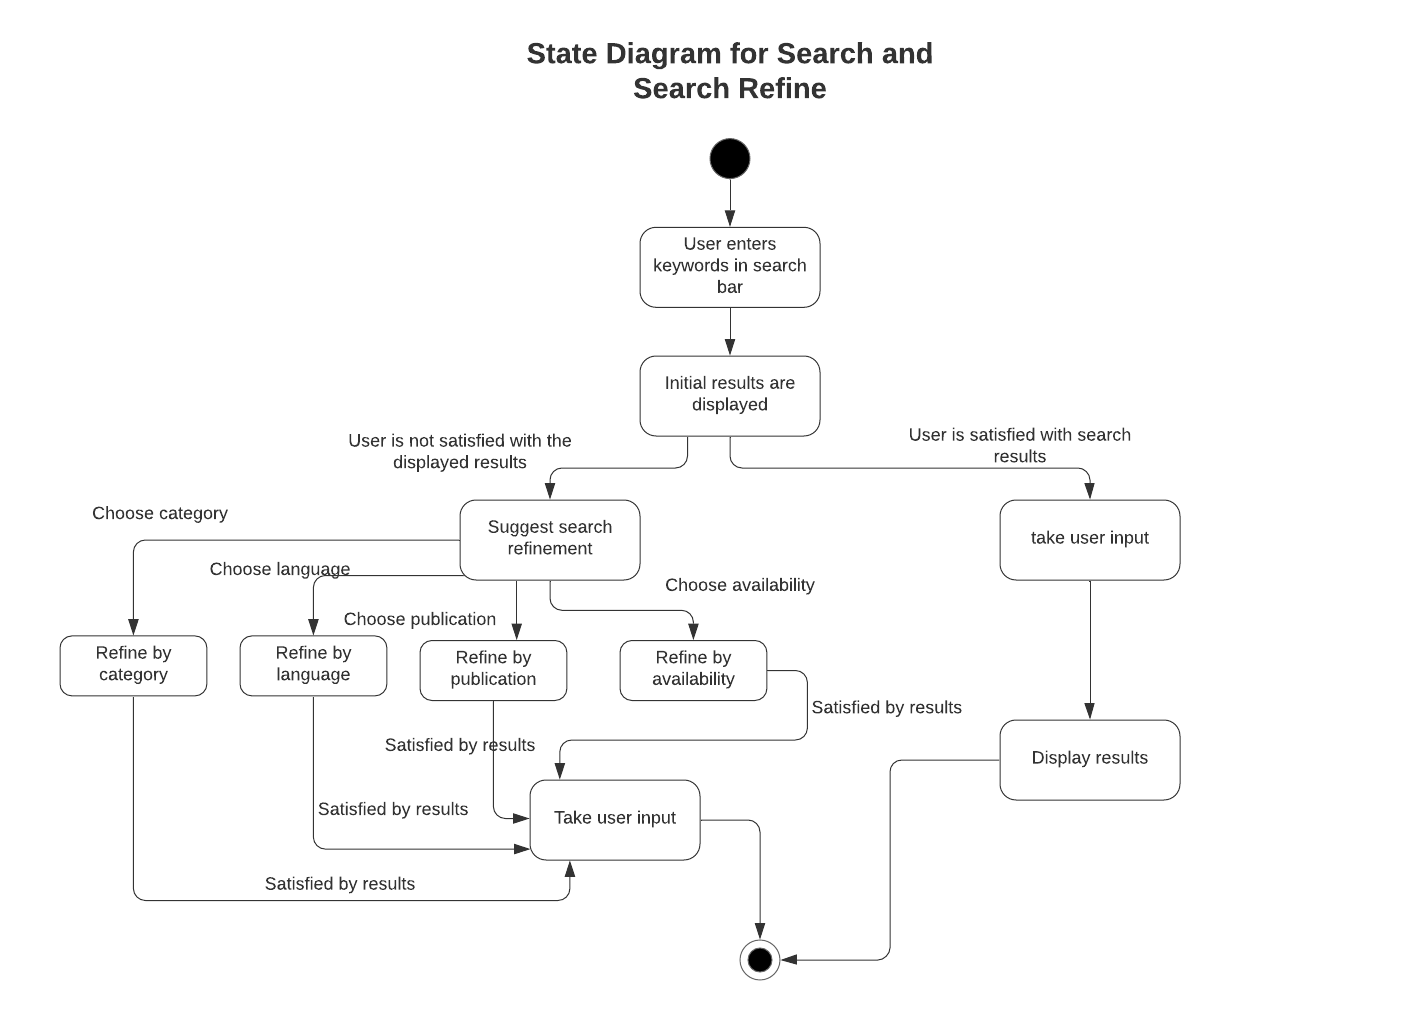 State Diagram for Search and
Search Refine
User enters
keywords in search
bar
Initial results are
displayed
User is not satisfied with the
displayed results
User is satisfied with search
results
Suggest search
refinement
take user input
Choose category
Choose language
Choose publication
Choose availability
Refine by
category
Refine by
language
Refine by
publication
Refine by
availability
Satisfied by results
Satisfied by results
Satisfied by results
Satisfied by results
Take user input
Display results